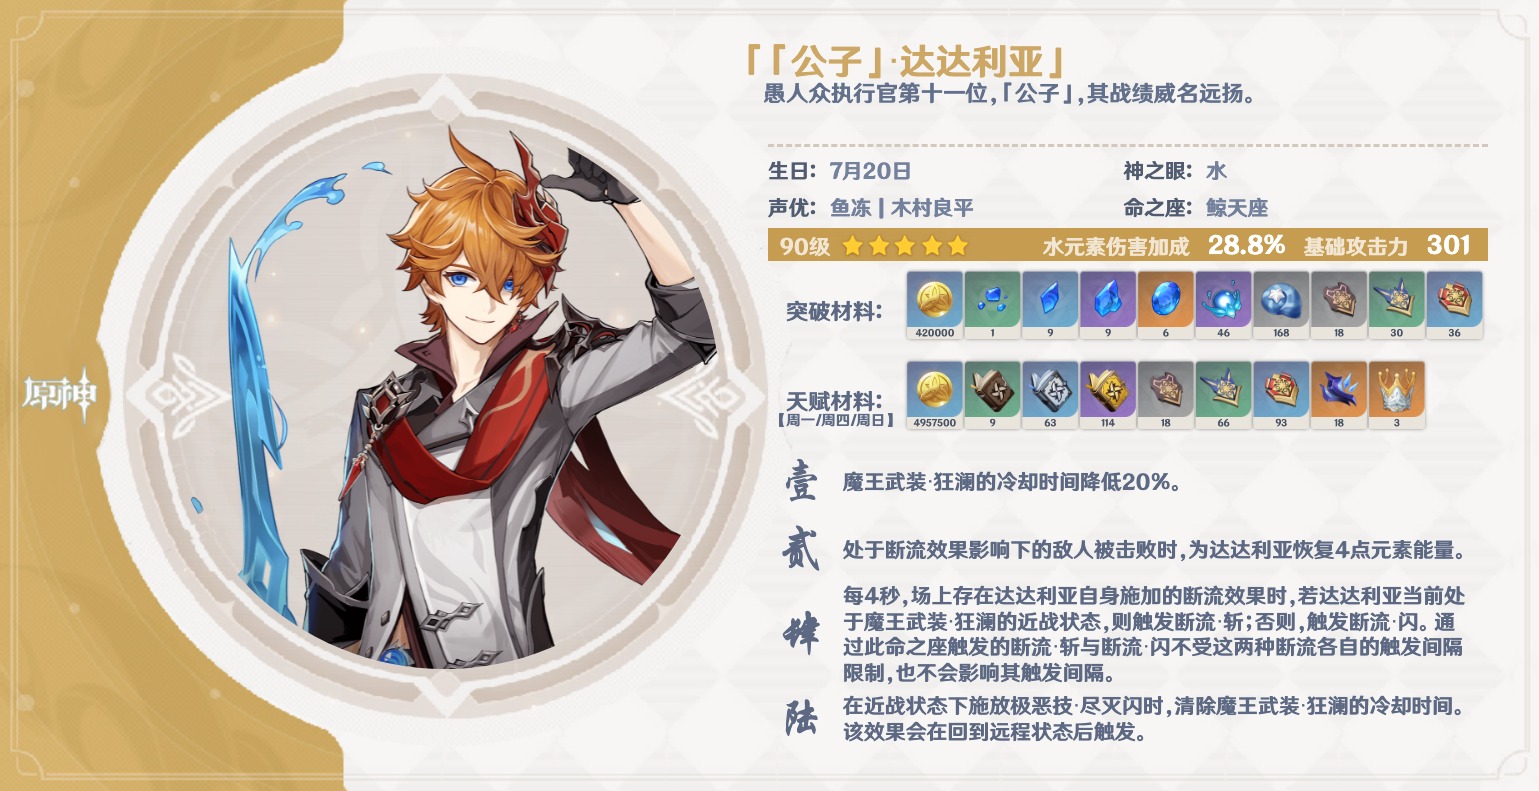 「「公子」·达达利亚」
愚人众执行官第十一位，「公子」，其战绩威名远扬。
生日： 7月20日 神之眼： 水
声优： 鱼冻 | 木村良平 命之座： 鲸天座
90级 水元素伤害加成 28.8% 基础攻击力 301
突破材料：
420000 1 9 9 6 46 168 18 30 36
天赋材料：
【周一/周四/周日】
4957500 9 63 114 18 66 93 18 3
原神
壹 魔王武装·狂澜的冷却时间降低20%。
贰 处于断流效果影响下的敌人被击败时，为达达利亚恢复4点元素能量。
肆 每4秒，场上存在达达利亚自身施加的断流效果时，若达达利亚当前处
于魔王武装·狂澜的近战状态，则触发断流·斩；否则，触发断流·闪。通
过此命之座触发的断流·斩与断流·闪不受这两种断流各自的触发间隔
限制，也不会影响其触发间隔。
陆 在近战状态下施放极恶技·尽灭闪时，清除魔王武装·狂澜的冷却时间。
该效果会在回到远程状态后触发。